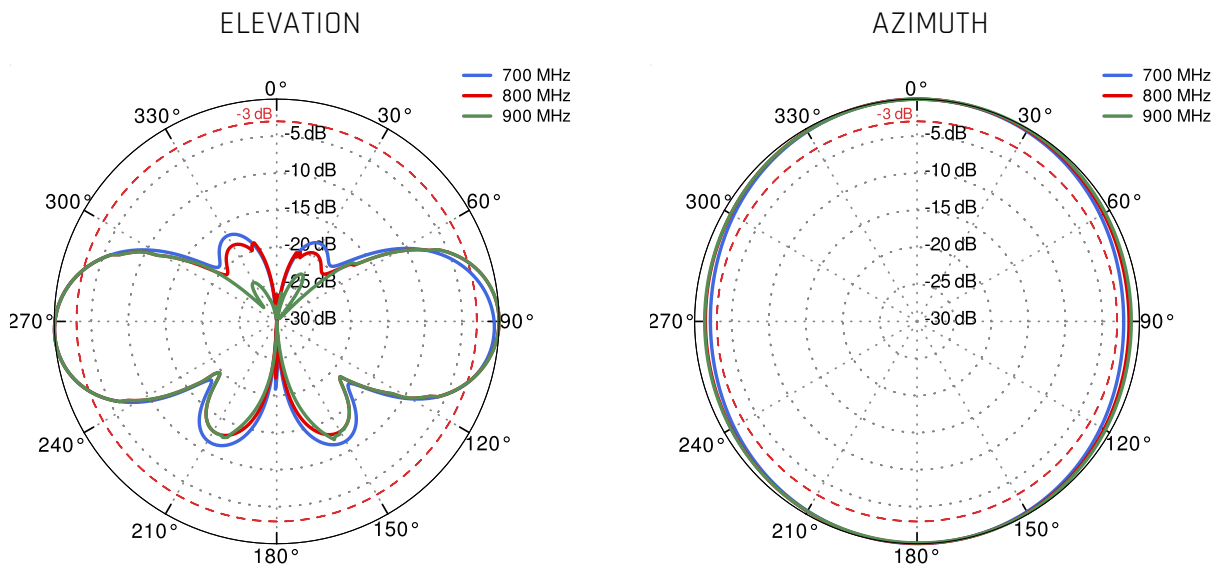 ELEVATION
700 MHz
800 MHz
900 MHz
0°
330°
30°
-3 dB
-5 dB
-10 dB
300°
60°
-15 dB
-20 dB
-25 dB
270°
-30 dB
90°
240°
120°
210°
150°
180°
AZIMUTH
700 MHz
800 MHz
900 MHz
0°
330°
30°
-3 dB
-5 dB
-10 dB
300°
60°
-15 dB
-20 dB
-25 dB
270°
-30 dB
90°
240°
120°
210°
150°
180°